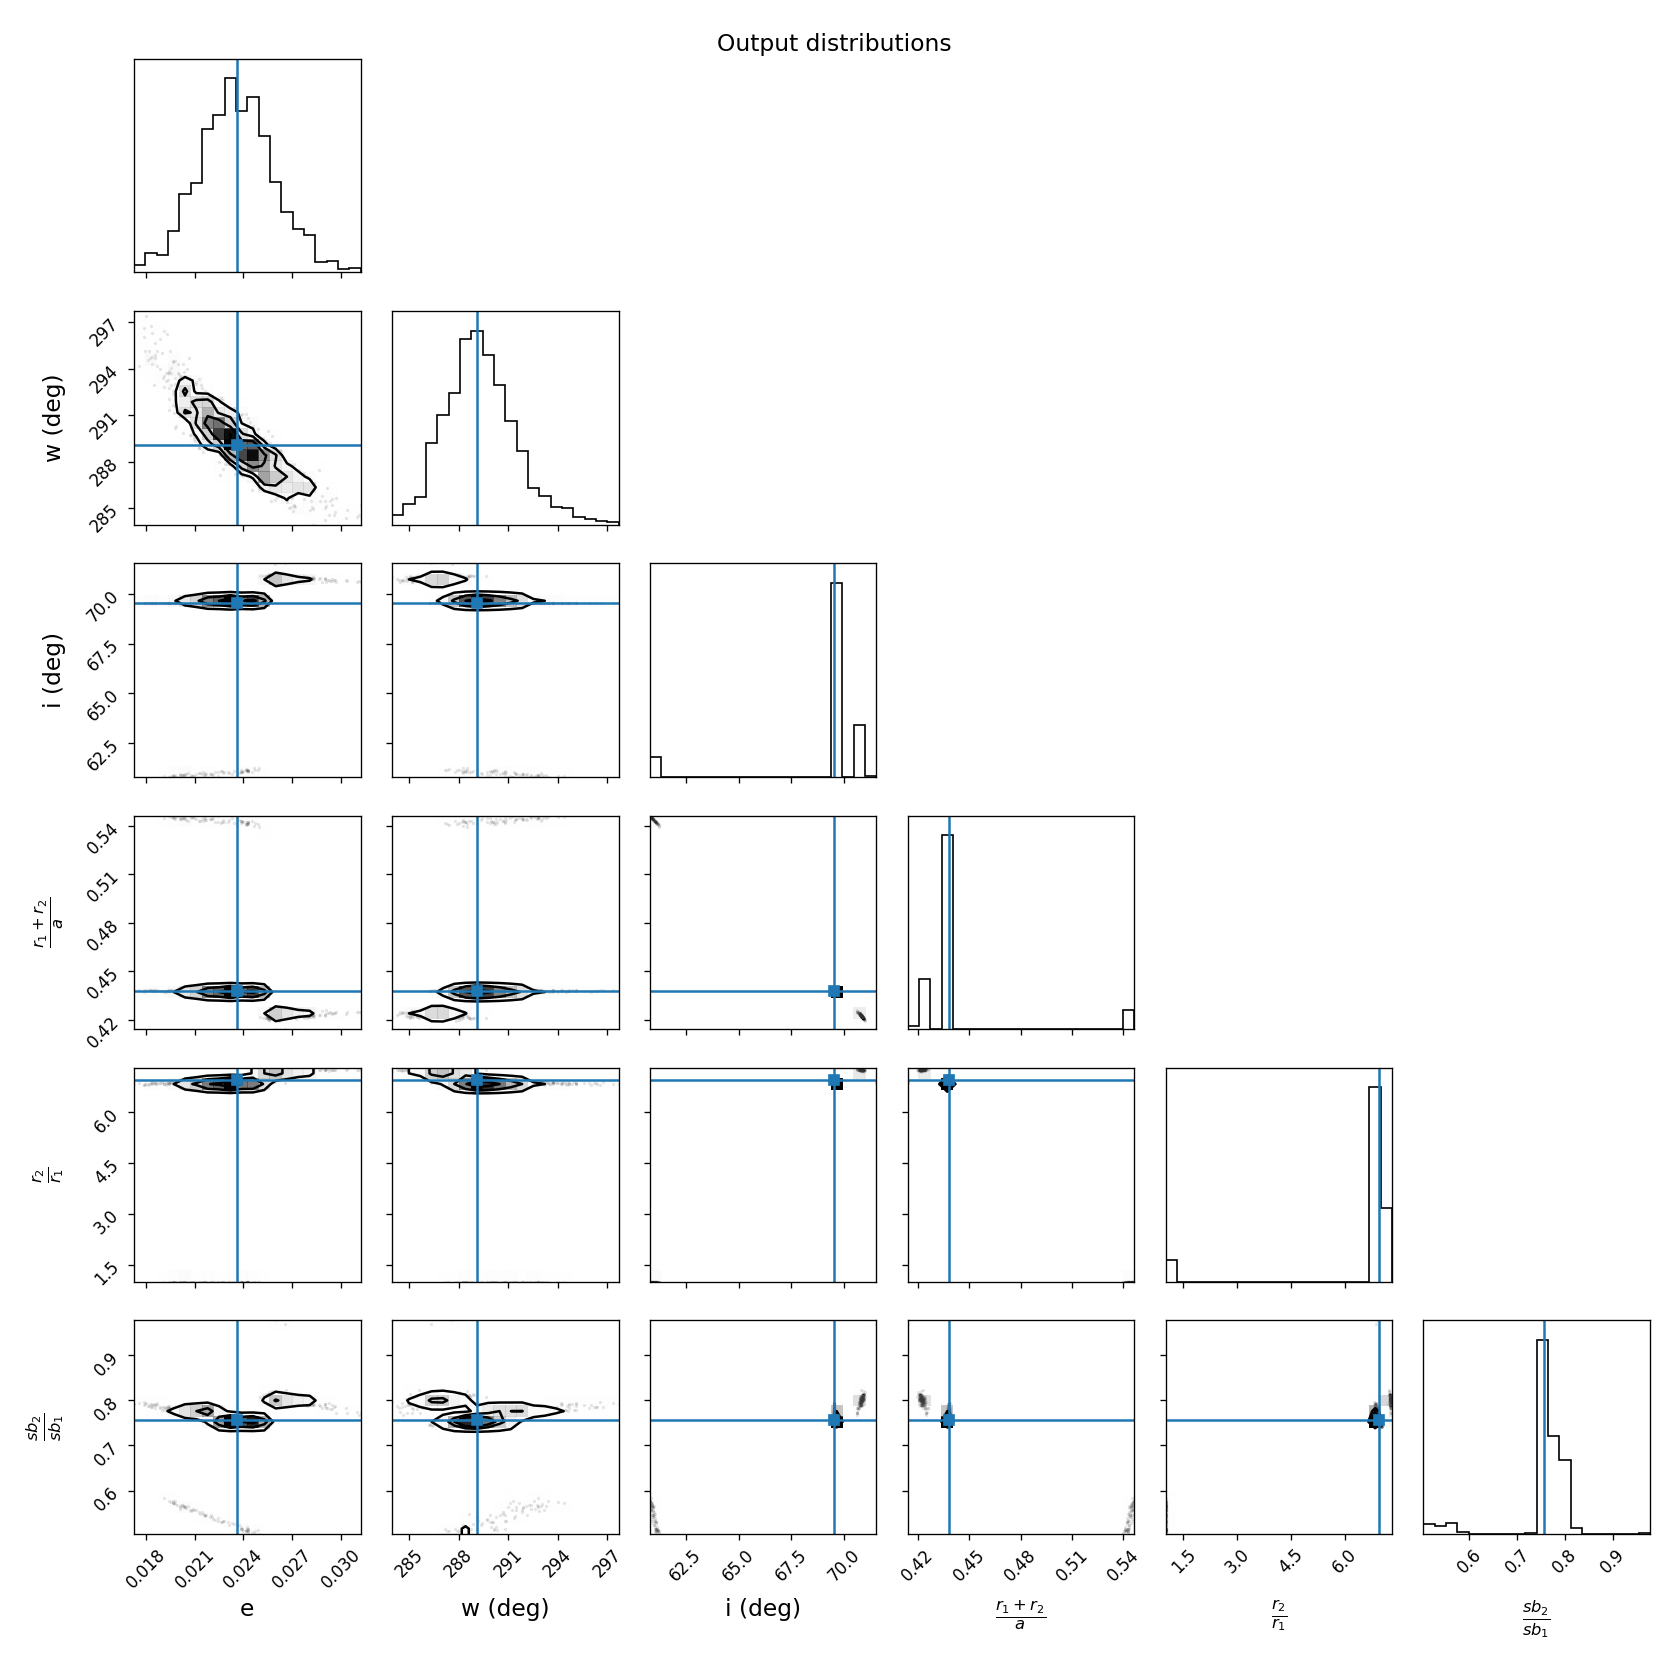 Output distributions
w (deg)
297
294
291
288
285
i (deg)
70.0
67.5
65.0
62.5
r₁ + r₂
a
0.54
0.51
0.48
0.45
0.42
r₂
r₁
6.0
4.5
3.0
1.5
sb₂
sb₁
0.9
0.8
0.7
0.6
0.018 0.021 0.024 0.027 0.030 285 288 291 294 297 62.5 65.0 67.5 70.0 0.42 0.45 0.48 0.51 0.54 1.5 3.0 4.5 6.0 0.6 0.7 0.8 0.9
e w (deg) i (deg)
r₁ + r₂
a
r₂
r₁
sb₂
sb₁